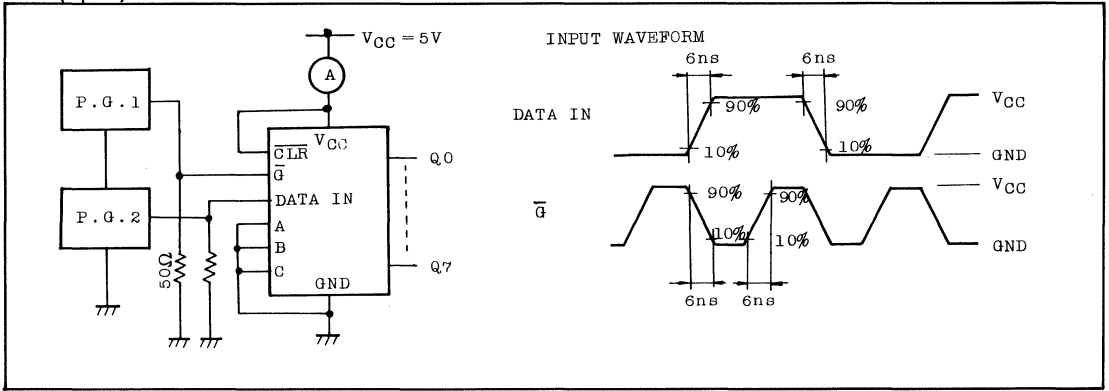 V_CC = 5V
A
P.G.1
P.G.2
50Ω
V_CC
C̅L̅R̅
G̅
DATA IN
A
B
C
GND
Q0
Q7
INPUT WAVEFORM
6ns
6ns
DATA IN
90%
90%
10%
10%
V_CC
GND
V_CC
G̅
90%
90%
10%
10%
GND
6ns
6ns